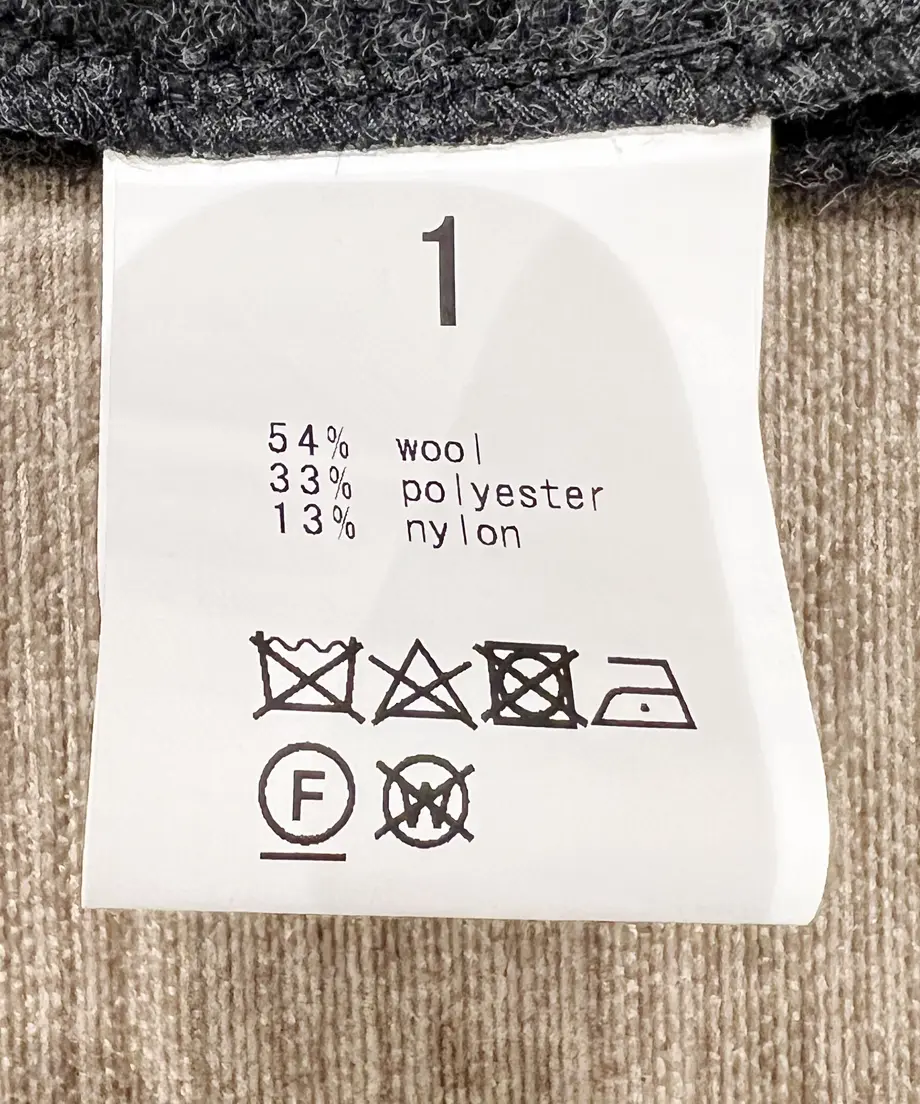 1
54% wool
33% polyester
13% nylon
F W